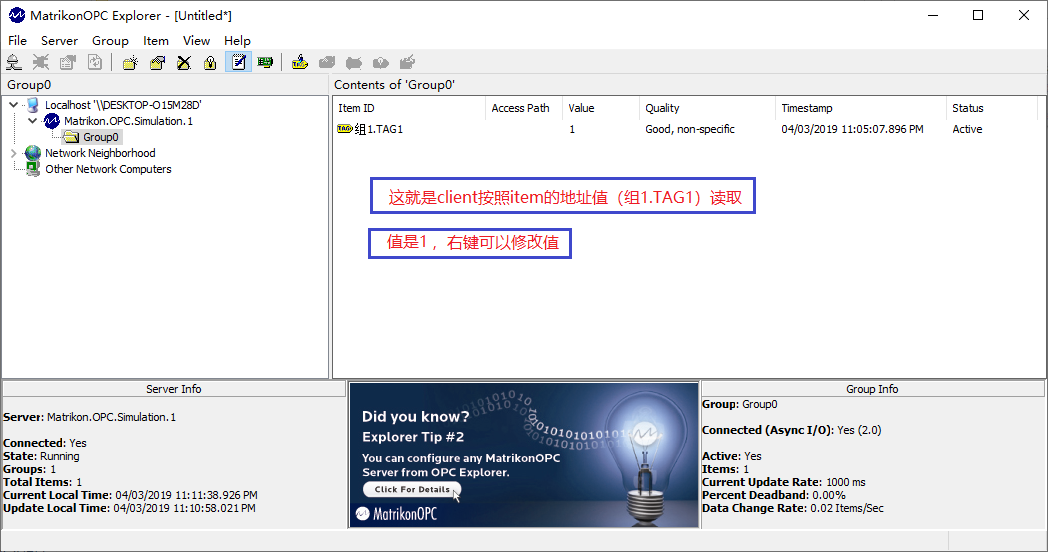 MatrikonOPC Explorer - [Untitled*]
File Server Group Item View Help
Group0
Contents of 'Group0'
Localhost '\\DESKTOP-O15M28D'
Matrikon.OPC.Simulation.1
Group0
Network Neighborhood
Other Network Computers
Item ID Access Path Value Quality Timestamp Status
TAG 组1.TAG1 1 Good, non-specific 04/03/2019 11:05:07.896 PM Active
这就是client按照item的地址值（组1.TAG1）读取
值是1 ，右键可以修改值
Server Info
Server: Matrikon.OPC.Simulation.1
Connected: Yes
State: Running
Groups: 1
Total Items: 1
Current Local Time: 04/03/2019 11:11:38.926 PM
Update Local Time: 04/03/2019 11:10:58.021 PM
Did you know?
Explorer Tip #2
You can configure any MatrikonOPC
Server from OPC Explorer.
Click For Details
MatrikonOPC
Group Info
Group: Group0
Connected (Async I/O): Yes (2.0)
Active: Yes
Items: 1
Current Update Rate: 1000 ms
Percent Deadband: 0.00%
Data Change Rate: 0.02 Items/Sec